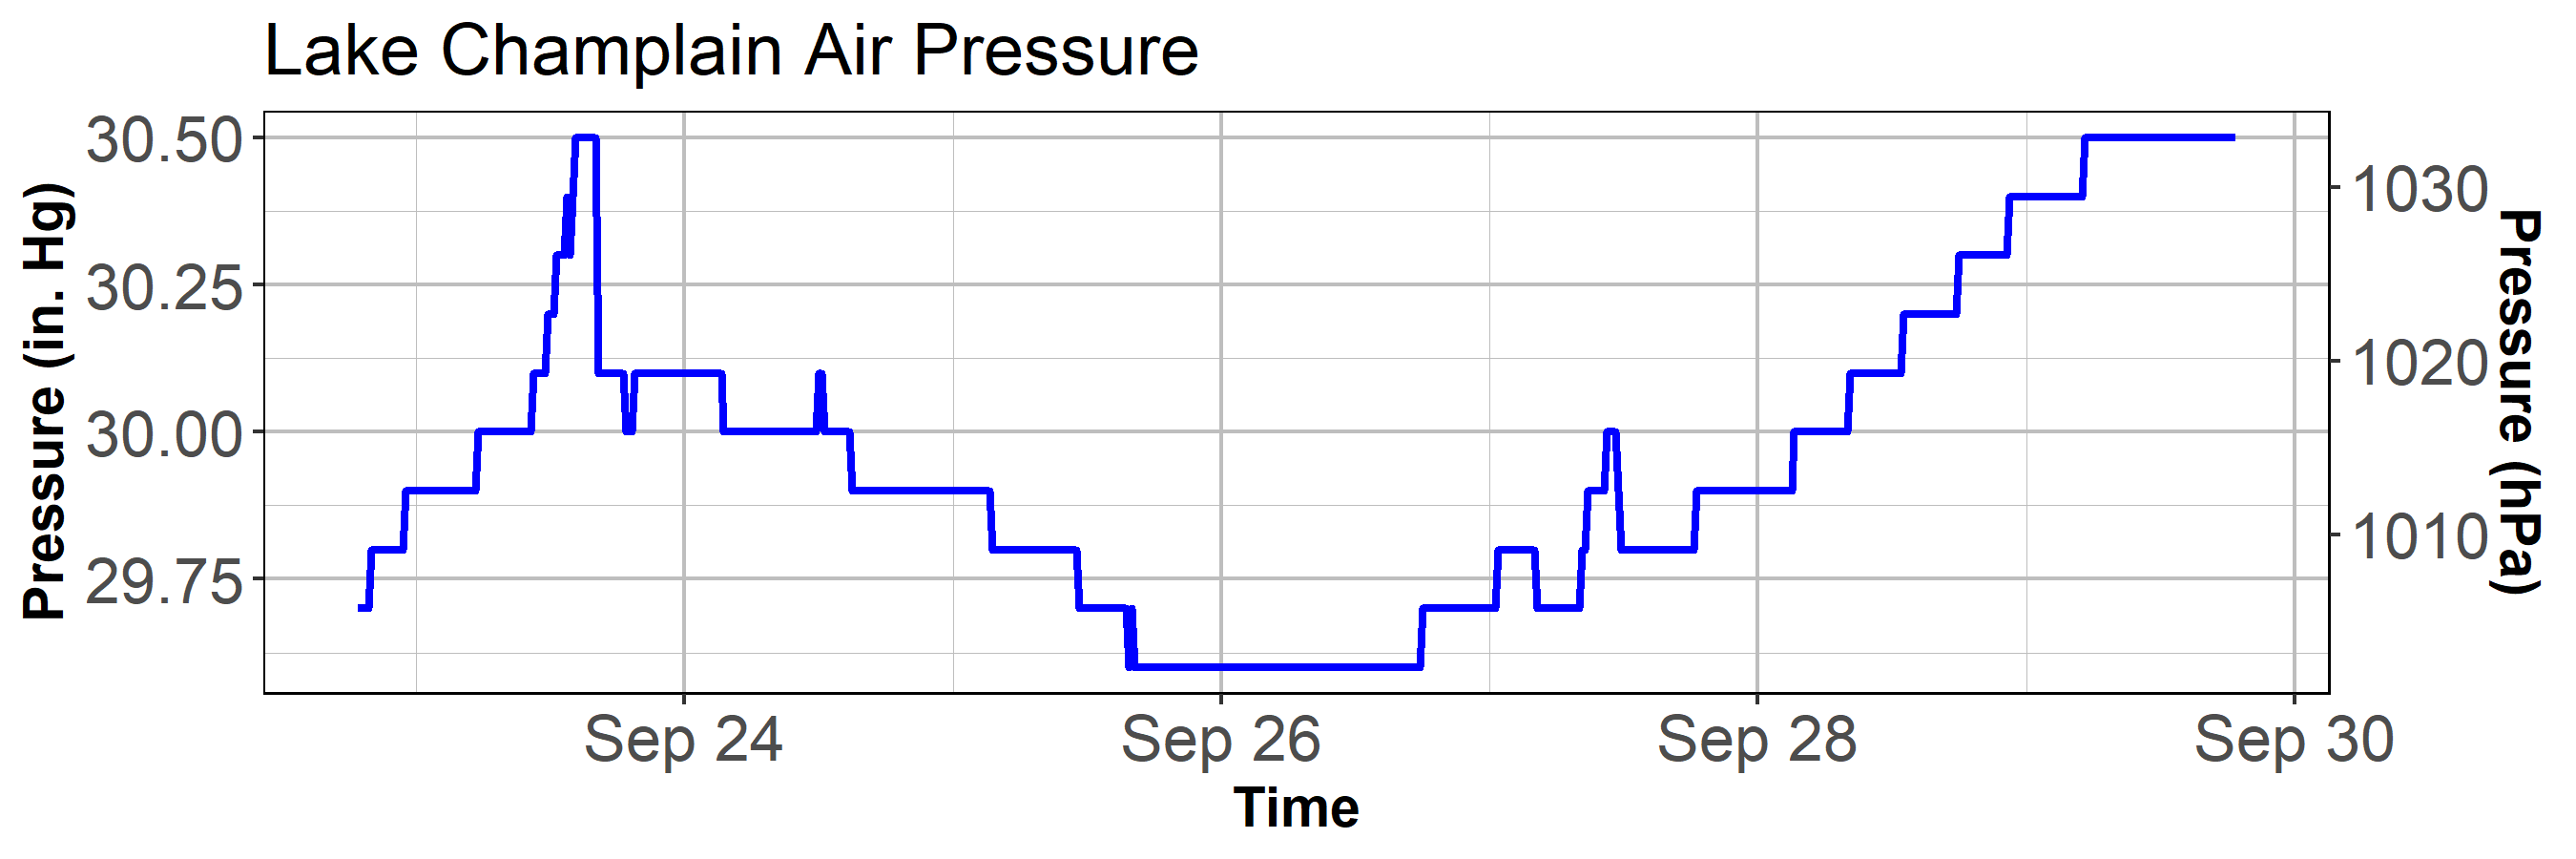 Lake Champlain Air Pressure
Pressure (in. Hg)
30.50
30.25
30.00
29.75
1030
1020
1010
Pressure (hPa)
Sep 24 Sep 26 Sep 28 Sep 30
Time